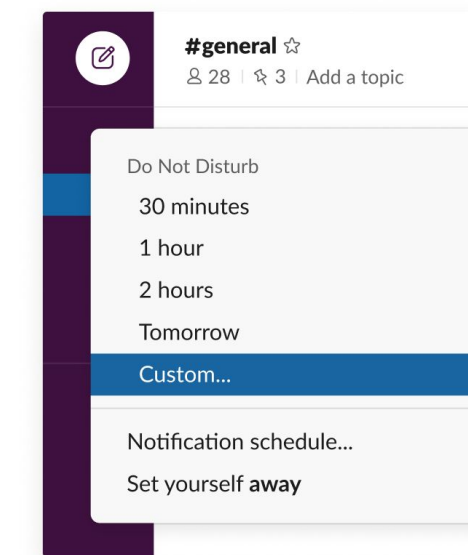 #general
28 3 Add a topic
Do Not Disturb
30 minutes
1 hour
2 hours
Tomorrow
Custom...
Notification schedule...
Set yourself away